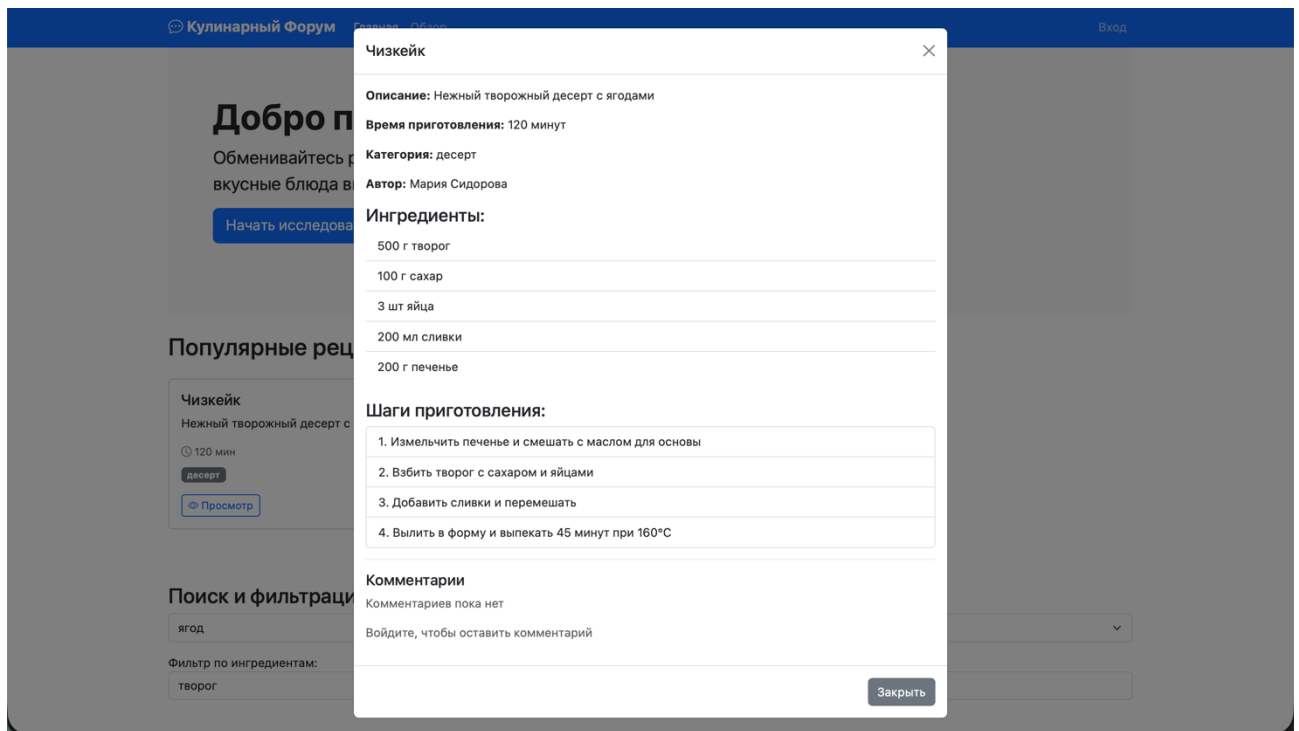 Кулинарный Форум Главная Обзор Вход
Чизкейк
Описание: Нежный творожный десерт с ягодами
Время приготовления: 120 минут
Категория: десерт
Автор: Мария Сидорова
Ингредиенты:
500 г творог
100 г сахар
3 шт яйца
200 мл сливки
200 г печенье
Шаги приготовления:
1. Измельчить печенье и смешать с маслом для основы
2. Взбить творог с сахаром и яйцами
3. Добавить сливки и перемешать
4. Вылить в форму и выпекать 45 минут при 160°C
Комментарии
Комментариев пока нет
Войдите, чтобы оставить комментарий
Закрыть
Добро п
Обменивайтесь
вкусные блюда
Начать исследова
Популярные рец
Чизкейк
Нежный творожный десерт с
120 мин
десерт
Просмотр
Поиск и фильтраци
ягод
Фильтр по ингредиентам:
творог